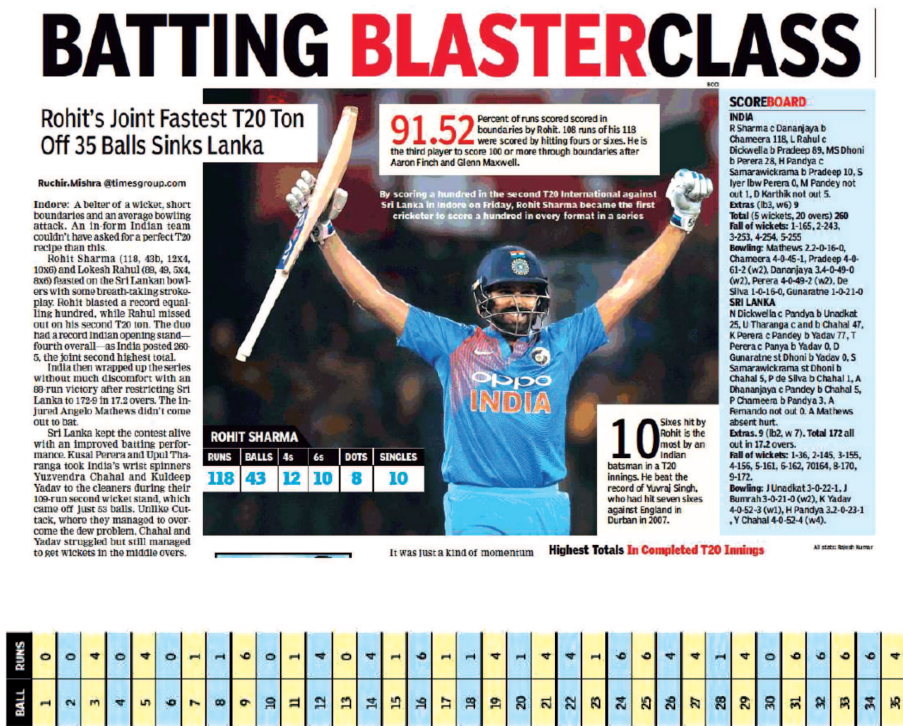 BATTING BLASTERCLASS
BCCI
Rohit's Joint Fastest T20 Ton
Off 35 Balls Sinks Lanka
Ruchir.Mishra @timesgroup.com
Indore: A belter of a wicket, short
boundaries and an average bowling
attack. An in-form Indian team
couldn't have asked for a perfect T20
recipe than this.
Rohit Sharma (118, 43b, 12x4,
10x6) and Lokesh Rahul (89, 49, 5x4,
8x6) feasted on the Sri Lankan bowl-
ers with some breath-taking stroke-
play. Rohit blasted a record equal-
ling hundred, while Rahul missed
out on his second T20 ton. The duo
had a record Indian opening stand—
fourth overall—as India posted 260-
5, the joint second highest total.
India then wrapped up the series
without much discomfort with an
88-run victory after restricting Sri
Lanka to 172-9 in 17.2 overs. The in-
jured Angelo Mathews didn't come
out to bat.
Sri Lanka kept the contest alive
with an improved batting perfor-
mance. Kusal Perera and Upul Tha-
ranga took India's wrist spinners
Yuzvendra Chahal and Kuldeep
Yadav to the cleaners during their
109-run second wicket stand, which
came off just 53 balls. Unlike Cut-
tack, where they managed to over-
come the dew problem, Chahal and
Yadav struggled but still managed
to get wickets in the middle overs.
91.52 Percent of runs scored scored in
boundaries by Rohit. 108 runs of his 118
were scored by hitting fours or sixes. He is
the third player to score 100 or more through boundaries after
Aaron Finch and Glenn Maxwell.
By scoring a hundred in the second T20 International against
Sri Lanka in Indore on Friday, Rohit Sharma became the first
cricketer to score a hundred in every format in a series
oppo
INDIA
ROHIT SHARMA
RUNS BALLS 4s 6s DOTS SINGLES
118 43 12 10 8 10
10 Sixes hit by
Rohit is the
most by an
Indian
batsman in a T20
innings. He beat the
record of Yuvraj Singh,
who had hit seven sixes
against England in
Durban in 2007.
It was just a kind of momentum
Highest Totals In Completed T20 Innings
SCOREBOARD
INDIA
R Sharma c Dananjaya b
Chameera 118, L Rahul c
Dickwella b Pradeep 89, MS Dhoni
b Perera 28, H Pandya c
Samarawickrama b Pradeep 10, S
Iyer lbw Perera 0, M Pandey not
out 1, D Karthik not out 5.
Extras (lb3, w6) 9
Total (5 wickets, 20 overs) 260
Fall of wickets: 1-165, 2-243,
3-253, 4-254, 5-255
Bowling: Mathews 2.2-0-16-0,
Chameera 4-0-45-1, Pradeep 4-0-
61-2 (w2), Dananjaya 3.4-0-49-0
(w2), Perera 4-0-49-2 (w2), De
Silva 1-0-16-0, Gunaratne 1-0-21-0
SRI LANKA
N Dickwella c Pandya b Unadkat
25, U Tharanga c and b Chahal 47,
K Perera c Pandey b Yadav 77, T
Perera c Panya b Yadav 0, D
Gunaratne st Dhoni b Yadav 0, S
Samarawickrama st Dhoni b
Chahal 5, P de Silva b Chahal 1, A
Dhananjaya c Pandey b Chahal 5,
P Chameera b Pandya 3, A
Fernando not out 0. A Mathews
absent hurt.
Extras. 9 (lb2, w 7). Total 172 all
out in 17.2 overs.
Fall of wickets: 1-36, 2-145, 3-155,
4-156, 5-161, 6-162, 70164, 8-170,
9-172.
Bowling: J Unadkat 3-0-22-1, J
Bumrah 3-0-21-0 (w2), K Yadav
4-0-52-3 (w1), H Pandya 3.2-0-23-1
, Y Chahal 4-0-52-4 (w4).
All stats: Rajesh Kumar
RUNS 0 0 4 0 4 0 1 1 6 0 1 4 0 4 1 6 1 1 4 1 4 4 1 6 6 4 4 1 4 0 6 6 6 6 4
BALL 1 2 3 4 5 6 7 8 9 10 11 12 13 14 15 16 17 18 19 20 21 22 23 24 25 26 27 28 29 30 31 32 33 34 35